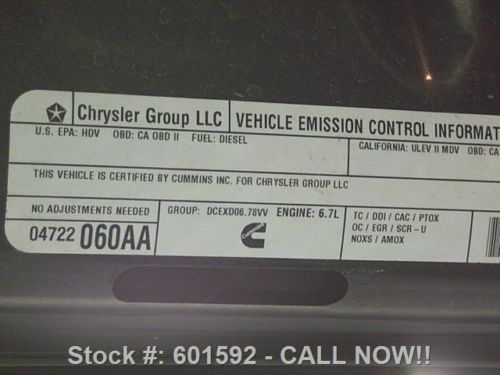 Chrysler Group LLC VEHICLE EMISSION CONTROL INFORMAT
U.S. EPA: HDV OBD: CA OBD II FUEL: DIESEL
CALIFORNIA: ULEV II MDV OBD: CA
THIS VEHICLE IS CERTIFIED BY CUMMINS INC. FOR CHRYSLER GROUP LLC
NO ADJUSTMENTS NEEDED
04722 060AA
GROUP: DCEXD06.78VV ENGINE: 6.7L
Cummins
TC / DDI / CAC / PTOX
OC / EGR / SCR - U
NOXS / AMOX
Stock #: 601592 - CALL NOW!!